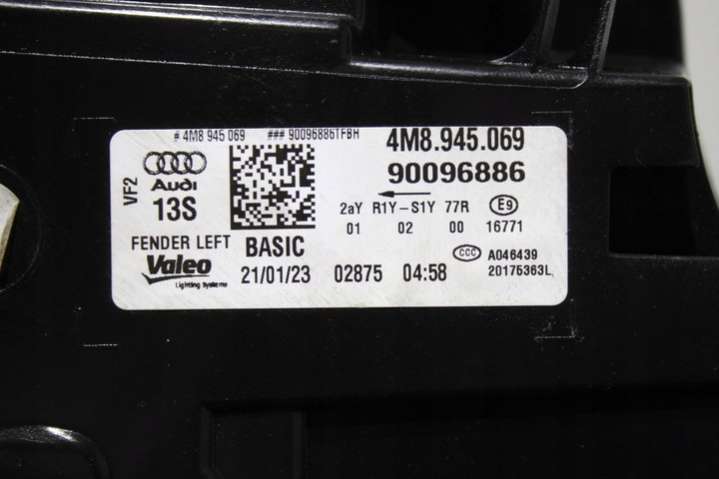 # 4M8 945 069 ### 90096886TFBH
4M8.945.069
90096886
VF2
Audi
13S
2aY R1Y-S1Y 77R E9
01 02 00 16771
FENDER LEFT BASIC
CCC A046439
Valeo 21/01/23 02875 04:58 20175363L
Lighting Systems